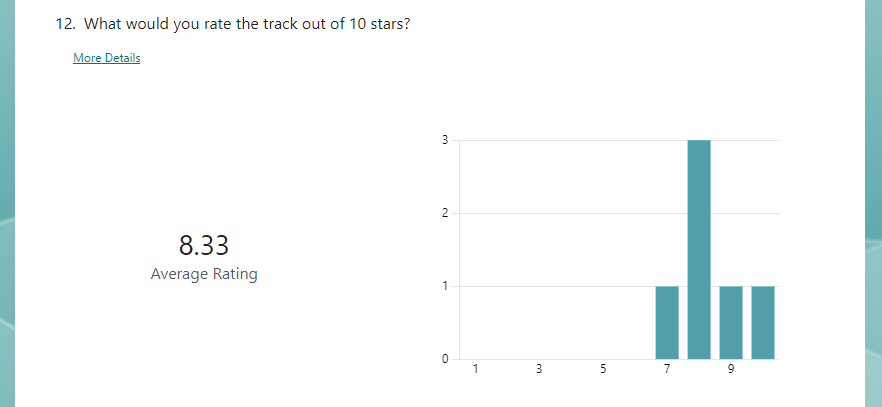 12. What would you rate the track out of 10 stars?
More Details
8.33
Average Rating
3
2
1
0
1 3 5 7 9